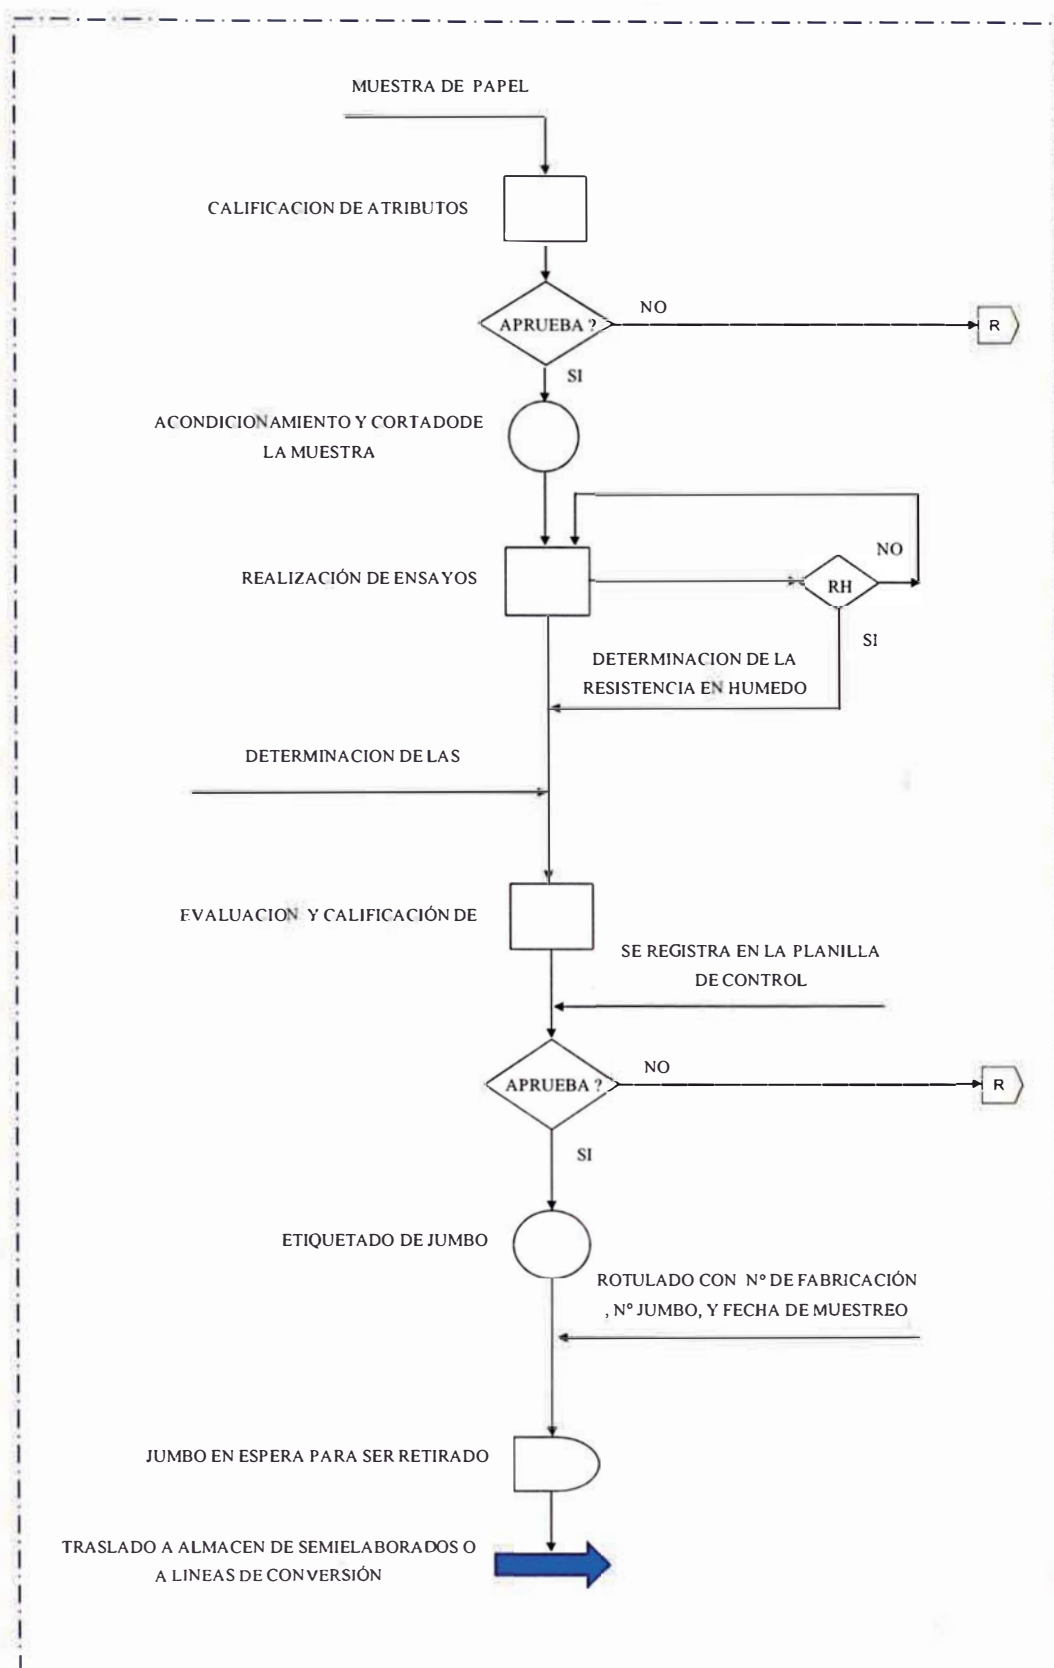 MUESTRA DE PAPEL
CALIFICACION DE ATRIBUTOS
APRUEBA ?
NO
R
SI
ACONDICIONAMIENTO Y CORTADODE
LA MUESTRA
REALIZACIÓN DE ENSAYOS
RH
NO
SI
DETERMINACION DE LA
RESISTENCIA EN HUMEDO
DETERMINACION DE LAS
EVALUACION Y CALIFICACIÓN DE
SE REGISTRA EN LA PLANILLA
DE CONTROL
APRUEBA ?
NO
R
SI
ETIQUETADO DE JUMBO
ROTULADO CON Nº DE FABRICACIÓN
, Nº JUMBO, Y FECHA DE MUESTREO
JUMBO EN ESPERA PARA SER RETIRADO
TRASLADO A ALMACEN DE SEMIELABORADOS O
A LINEAS DE CONVERSIÓN